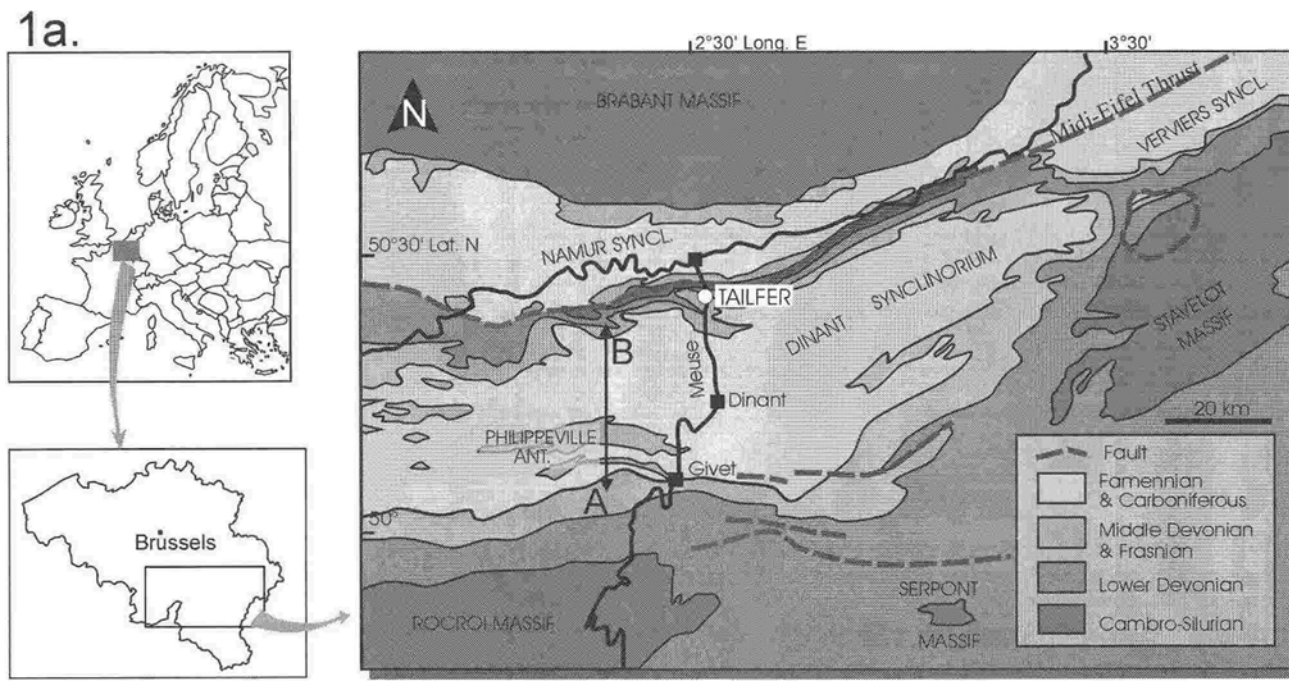 1a.
2°30' Long. E
3°30'
N
BRABANT MASSIF
Midi-Eifel Thrust
VERVIERS SYNCL.
50°30' Lat. N
NAMUR SYNCL.
TAILFER
DINANT SYNCLINORIUM
STAVELOT
MASSIF
B
Meuse
Dinant
20 km
PHILIPPEVILLE
ANT.
Givet
A
50°
Fault
Famennian
& Carboniferous
Middle Devonian
& Frasnian
Lower Devonian
Cambro-Silurian
SERPONT
MASSIF
ROCROI MASSIF
Brussels